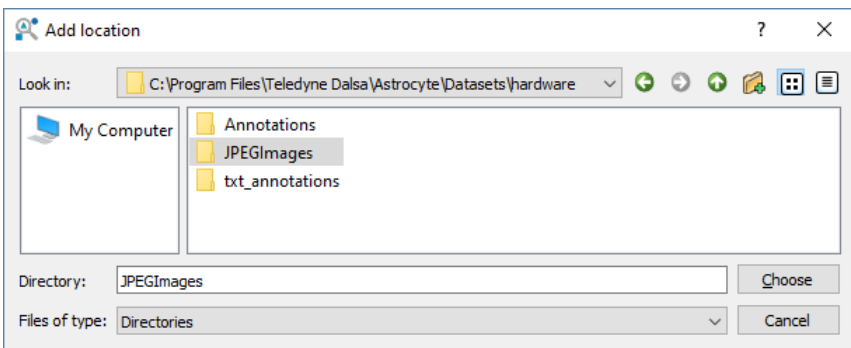 Add location
?
Look in:
C:\Program Files\Teledyne Dalsa\Astrocyte\Datasets\hardware
My Computer
Annotations
JPEGImages
txt_annotations
Directory:
JPEGImages
Choose
Files of type:
Directories
Cancel